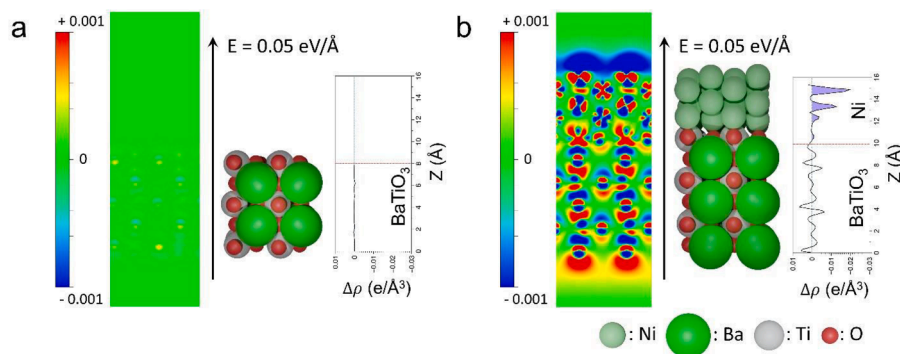 a
+ 0.001
0
- 0.001
E = 0.05 eV/Å
16
14
12
10
8
6
4
2
0
Z (Å)
BaTiO3
0.01
0
-0.01
-0.02
-0.03
Δρ (e/Å³)
b
+ 0.001
0
- 0.001
E = 0.05 eV/Å
16
14
12
10
8
6
4
2
0
Z (Å)
Ni
BaTiO3
0.01
0
-0.01
-0.02
-0.03
Δρ (e/Å³)
: Ni : Ba : Ti : O